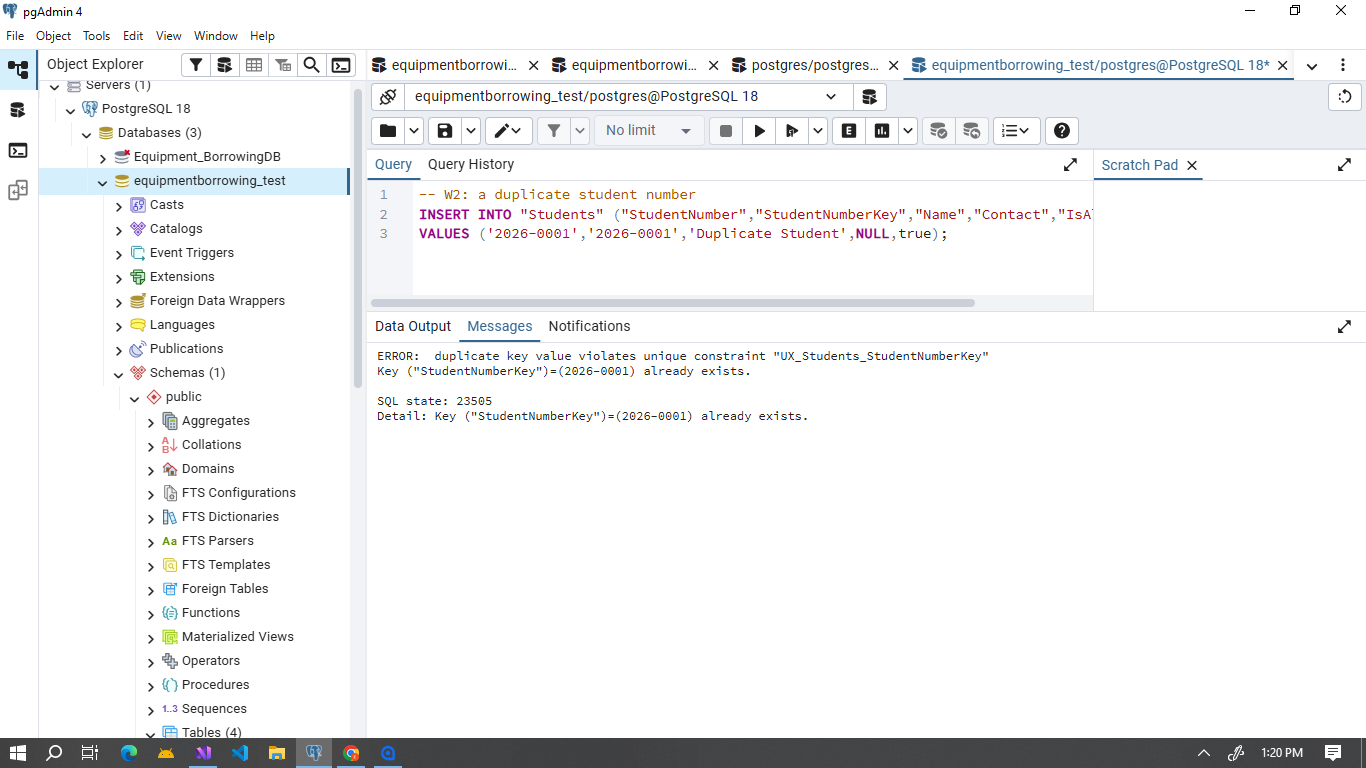 pgAdmin 4
File Object Tools Edit View Window Help
Object Explorer
equipmentborrowi...
equipmentborrowi...
postgres/postgres...
equipmentborrowing_test/postgres@PostgreSQL 18*
Servers (1)
PostgreSQL 18
Databases (3)
Equipment_BorrowingDB
equipmentborrowing_test
Casts
Catalogs
Event Triggers
Extensions
Foreign Data Wrappers
Languages
Publications
Schemas (1)
public
Aggregates
Collations
Domains
FTS Configurations
FTS Dictionaries
Aa FTS Parsers
FTS Templates
Foreign Tables
Functions
Materialized Views
Operators
Procedures
1..3 Sequences
Tables (4)
equipmentborrowing_test/postgres@PostgreSQL 18
No limit
E
Query Query History
Scratch Pad
1 -- W2: a duplicate student number
2 INSERT INTO "Students" ("StudentNumber","StudentNumberKey","Name","Contact","IsA
3 VALUES ('2026-0001','2026-0001','Duplicate Student',NULL,true);
Data Output Messages Notifications
ERROR:  duplicate key value violates unique constraint "UX_Students_StudentNumberKey"
Key ("StudentNumberKey")=(2026-0001) already exists.
SQL state: 23505
Detail: Key ("StudentNumberKey")=(2026-0001) already exists.
1:20 PM